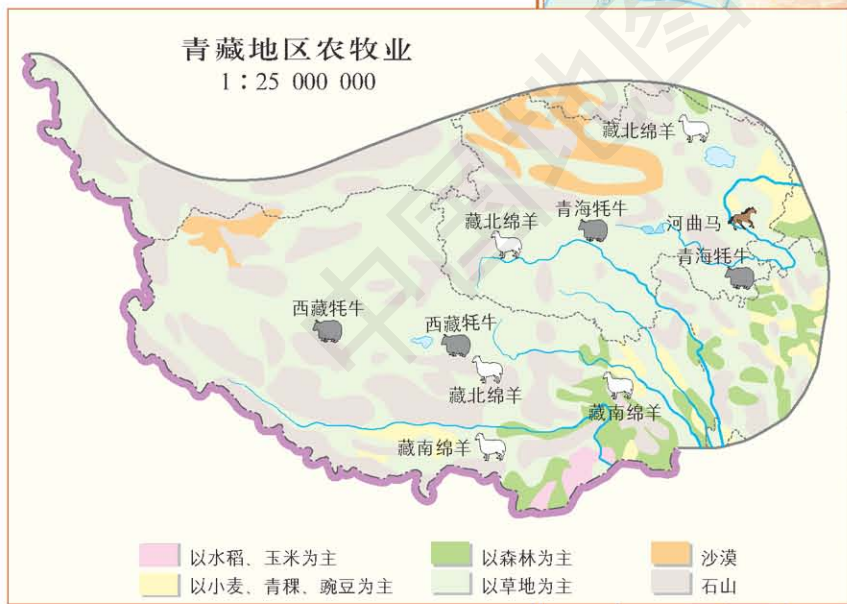 青藏地区农牧业
1：25 000 000
藏北绵羊
青海牦牛
藏北绵羊
河曲马
青海牦牛
西藏牦牛
西藏牦牛
藏北绵羊
藏南绵羊
藏南绵羊
以水稻、玉米为主
以森林为主
沙漠
以小麦、青稞、豌豆为主
以草地为主
石山
中国地图